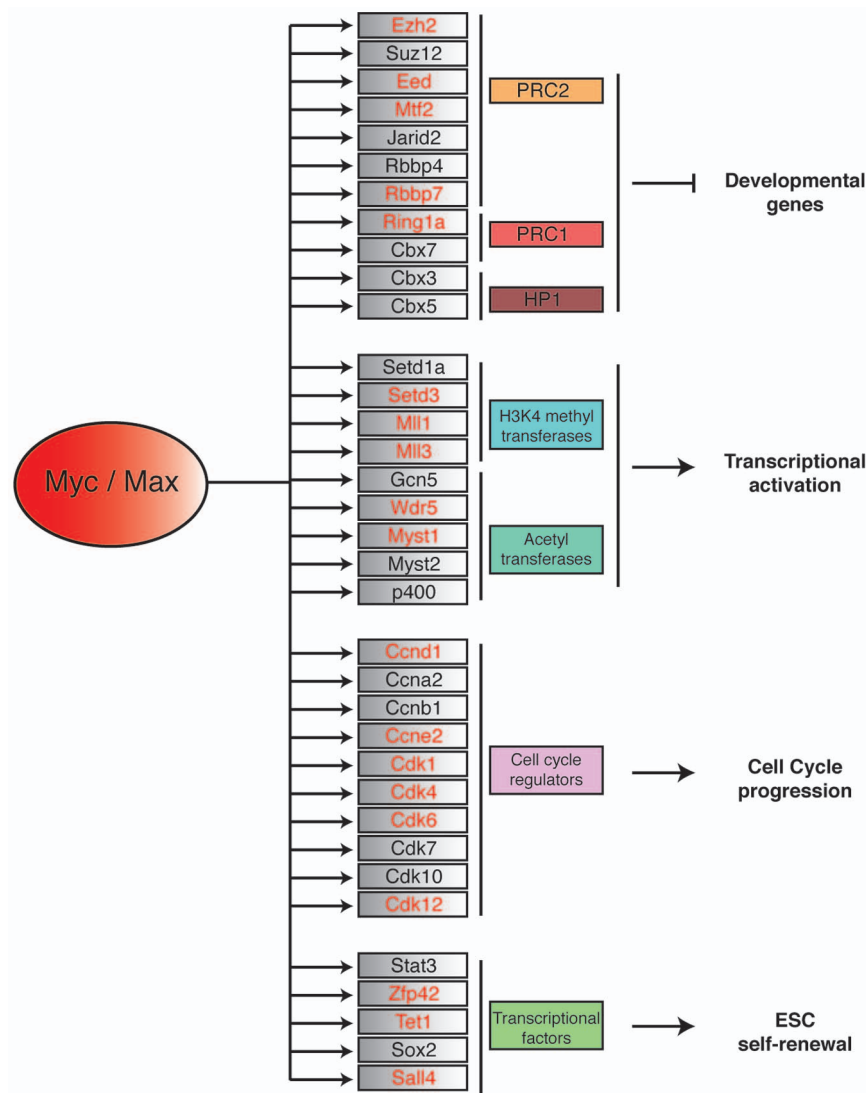 Ezh2
Suz12
Eed
Mtf2
Jarid2
Rbbp4
Rbbp7
Ring1a
Cbx7
Cbx3
Cbx5
PRC2
PRC1
HP1
Developmental
genes
Myc / Max
Setd1a
Setd3
Mll1
Mll3
Gcn5
Wdr5
Myst1
Myst2
p400
H3K4 methyl
transferases
Acetyl
transferases
Transcriptional
activation
Ccnd1
Ccna2
Ccnb1
Ccne2
Cdk1
Cdk4
Cdk6
Cdk7
Cdk10
Cdk12
Cell cycle
regulators
Cell Cycle
progression
Stat3
Zfp42
Tet1
Sox2
Sall4
Transcriptional
factors
ESC
self-renewal